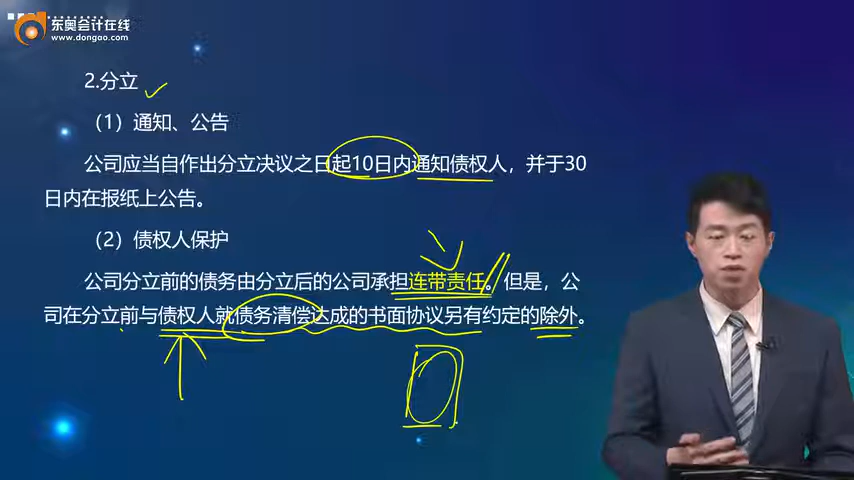 东奥会计在线
www.dongao.com
2.分立
（1）通知、公告
公司应当自作出分立决议之日起10日内通知债权人，并于30
日内在报纸上公告。
（2）债权人保护
公司分立前的债务由分立后的公司承担连带责任。但是，公
司在分立前与债权人就债务清偿达成的书面协议另有约定的除外。